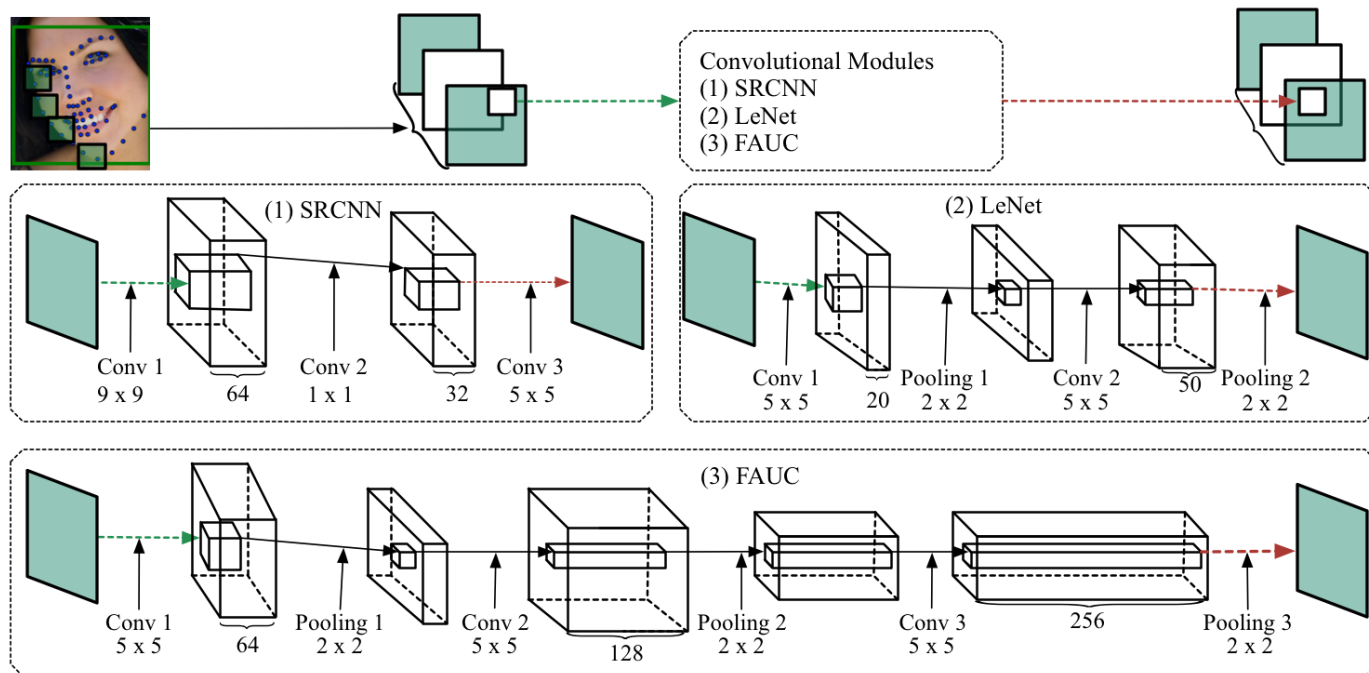 Convolutional Modules
(1) SRCNN
(2) LeNet
(3) FAUC
(1) SRCNN
Conv 1
9 x 9
64
Conv 2
1 x 1
32
Conv 3
5 x 5
(2) LeNet
Conv 1
5 x 5
20
Pooling 1
2 x 2
Conv 2
5 x 5
50
Pooling 2
2 x 2
(3) FAUC
Conv 1
5 x 5
64
Pooling 1
2 x 2
Conv 2
5 x 5
128
Pooling 2
2 x 2
Conv 3
5 x 5
256
Pooling 3
2 x 2